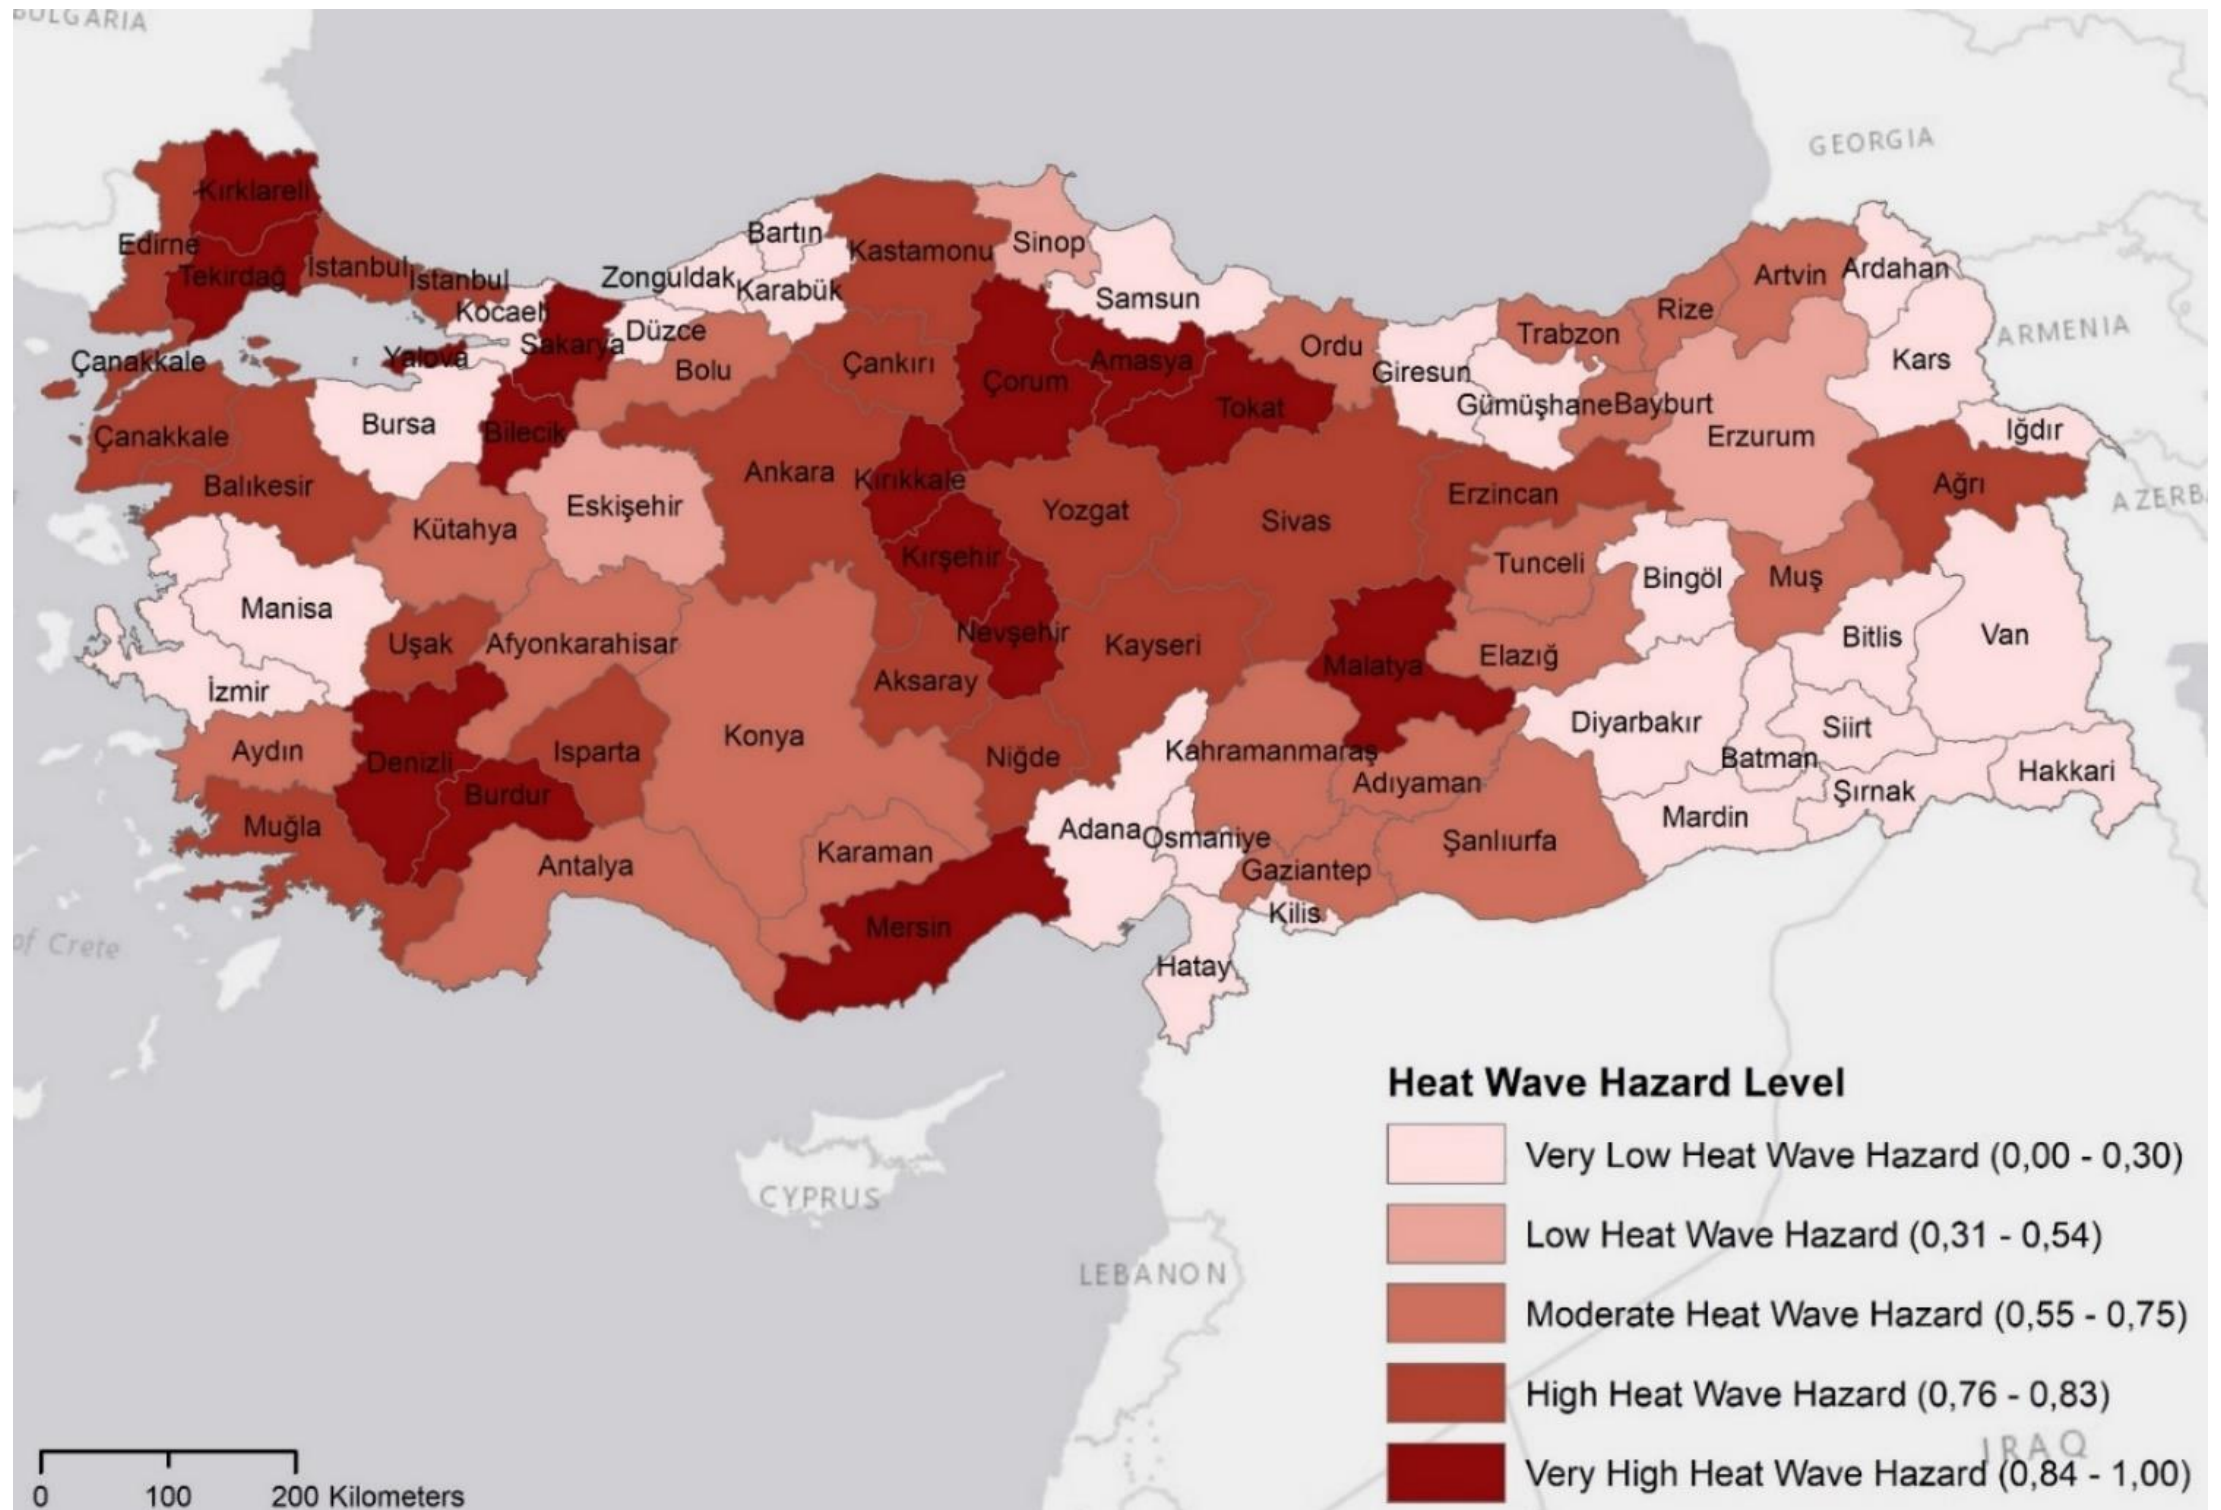 BULGARIA
GEORGIA
Kırklareli
Edirne
Tekirdağ
İstanbul
İstanbul
Bartın
Kastamonu
Sinop
Zonguldak
Karabük
Samsun
Artvin
Ardahan
Kocaeli
Düzce
Sakarya
Yalova
Çanakkale
Bolu
Çankırı
Çorum
Amasya
Tokat
Ordu
Giresun
Trabzon
Rize
Kars
ARMENIA
Gümüşhane
Bayburt
Erzurum
Iğdır
Çanakkale
Bursa
Bilecik
Balıkesir
Eskişehir
Ankara
Kırıkkale
Yozgat
Sivas
Erzincan
Ağrı
AZERB
Kütahya
Kırşehir
Tunceli
Bingöl
Muş
Manisa
Uşak
Afyonkarahisar
Nevşehir
Kayseri
Malatya
Elazığ
Bitlis
Van
İzmir
Aksaray
Aydın
Denizli
Isparta
Konya
Niğde
Kahramanmaraş
Adıyaman
Diyarbakır
Batman
Siirt
Hakkari
Şırnak
Mardin
Muğla
Burdur
Antalya
Karaman
Adana
Osmaniye
Gaziantep
Şanlıurfa
Mersin
Kilis
Hatay
of Crete
CYPRUS
LEBANON
IRAQ
Heat Wave Hazard Level
Very Low Heat Wave Hazard (0,00 - 0,30)
Low Heat Wave Hazard (0,31 - 0,54)
Moderate Heat Wave Hazard (0,55 - 0,75)
High Heat Wave Hazard (0,76 - 0,83)
Very High Heat Wave Hazard (0,84 - 1,00)
0 100 200 Kilometers